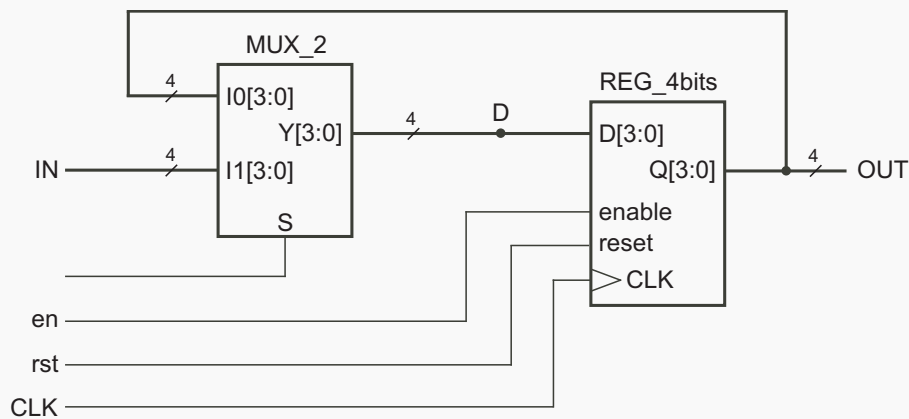 MUX_2
REG_4bits
4
I0[3:0]
Y[3:0]
4
D
D[3:0]
IN
4
I1[3:0]
Q[3:0]
4
OUT
S
enable
reset
CLK
en
rst
CLK